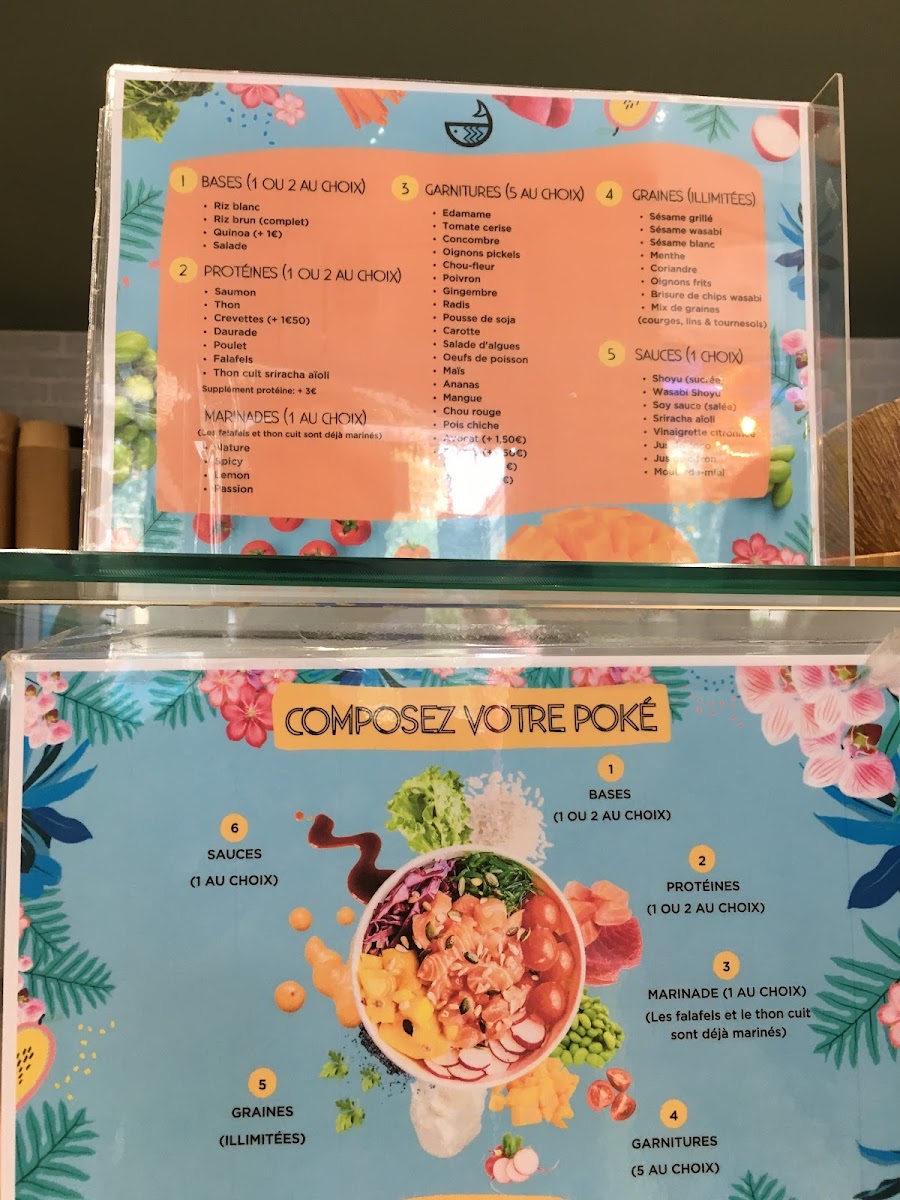 1 BASES (1 OU 2 AU CHOIX)
• Riz blanc
• Riz brun (complet)
• Quinoa (+ 1€)
• Salade
2 PROTÉINES (1 OU 2 AU CHOIX)
• Saumon
• Thon
• Crevettes (+ 1€50)
• Daurade
• Poulet
• Falafels
• Thon cuit sriracha aïoli
Supplément protéine: + 3€
MARINADES (1 AU CHOIX)
(Les falafels et thon cuit sont déjà marinés)
• Nature
• Spicy
• Lemon
• Passion
3 GARNITURES (5 AU CHOIX)
• Edamame
• Tomate cerise
• Concombre
• Oignons pickels
• Chou-fleur
• Poivron
• Gingembre
• Radis
• Pousse de soja
• Carotte
• Salade d'algues
• Oeufs de poisson
• Maïs
• Ananas
• Mangue
• Chou rouge
• Pois chiche
• Avocat (+ 1,50€)
4 GRAINES (ILLIMITÉES)
• Sésame grillé
• Sésame wasabi
• Sésame blanc
• Menthe
• Coriandre
• Oignons frits
• Brisure de chips wasabi
• Mix de graines
(courges, lins & tournesols)
5 SAUCES (1 CHOIX)
• Shoyu (sucrée)
• Wasabi Shoyu
• Soy sauce (salée)
• Sriracha aïoli
• Vinaigrette citronnée
COMPOSEZ VOTRE POKÉ
1
BASES
(1 OU 2 AU CHOIX)
2
PROTÉINES
(1 OU 2 AU CHOIX)
3
MARINADE (1 AU CHOIX)
(Les falafels et le thon cuit
sont déjà marinés)
4
GARNITURES
(5 AU CHOIX)
5
GRAINES
(ILLIMITÉES)
6
SAUCES
(1 AU CHOIX)